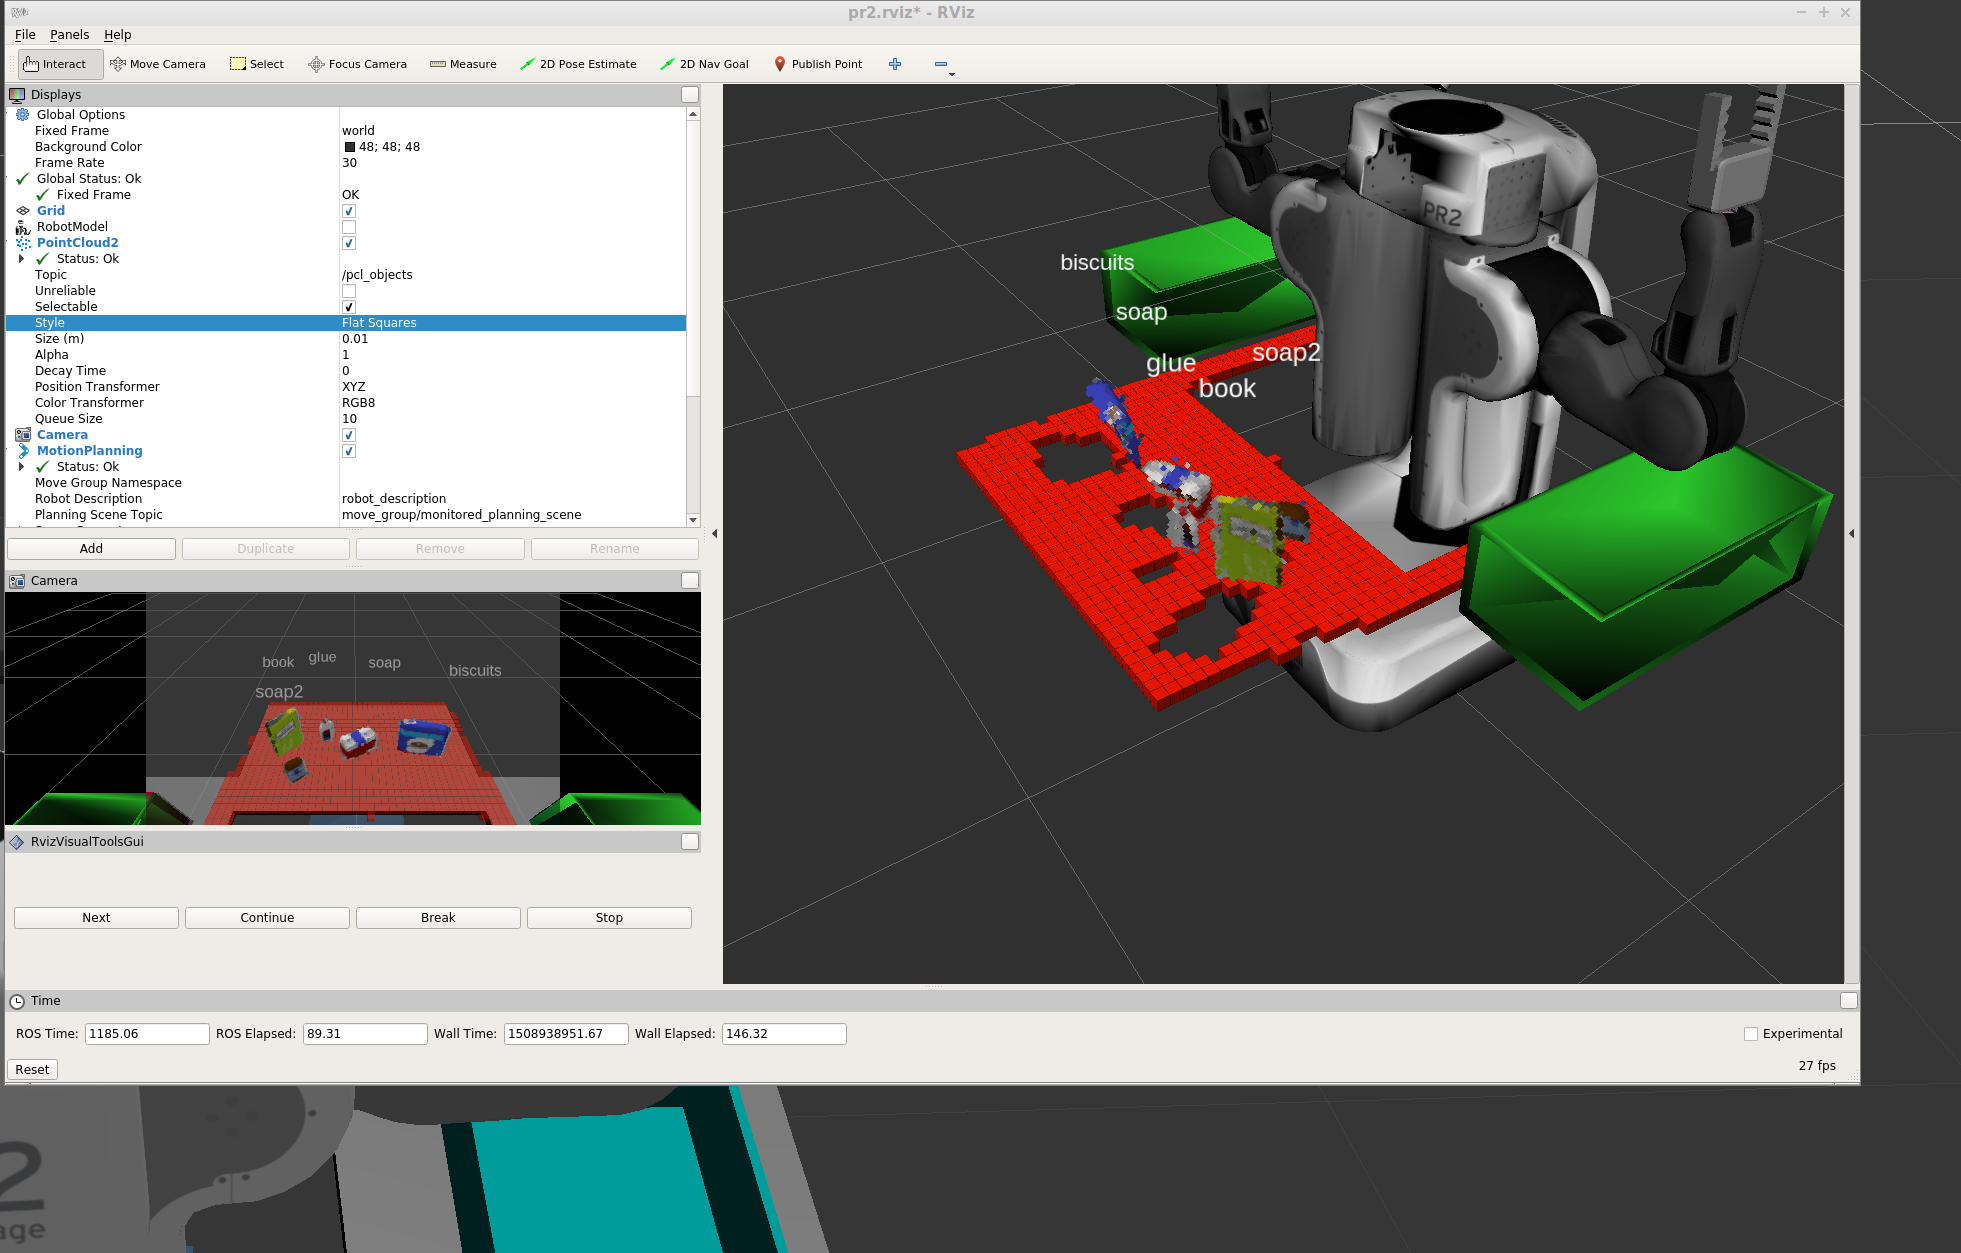 pr2.rviz* - RViz
File Panels Help
Interact Move Camera Select Focus Camera Measure 2D Pose Estimate 2D Nav Goal Publish Point
Displays
Global Options
Fixed Frame world
Background Color 48; 48; 48
Frame Rate 30
Global Status: Ok
Fixed Frame OK
Grid
RobotModel
PointCloud2
Status: Ok
Topic /pcl_objects
Unreliable
Selectable
Style Flat Squares
Size (m) 0.01
Alpha 1
Decay Time 0
Position Transformer XYZ
Color Transformer RGB8
Queue Size 10
Camera
MotionPlanning
Status: Ok
Move Group Namespace
Robot Description robot_description
Planning Scene Topic move_group/monitored_planning_scene
Add Duplicate Remove Rename
Camera
book glue soap biscuits
soap2
RvizVisualToolsGui
Next Continue Break Stop
PR2
biscuits
soap
glue soap2
book
Time
ROS Time: 1185.06 ROS Elapsed: 89.31 Wall Time: 1508938951.67 Wall Elapsed: 146.32 Experimental
Reset 27 fps
2
age